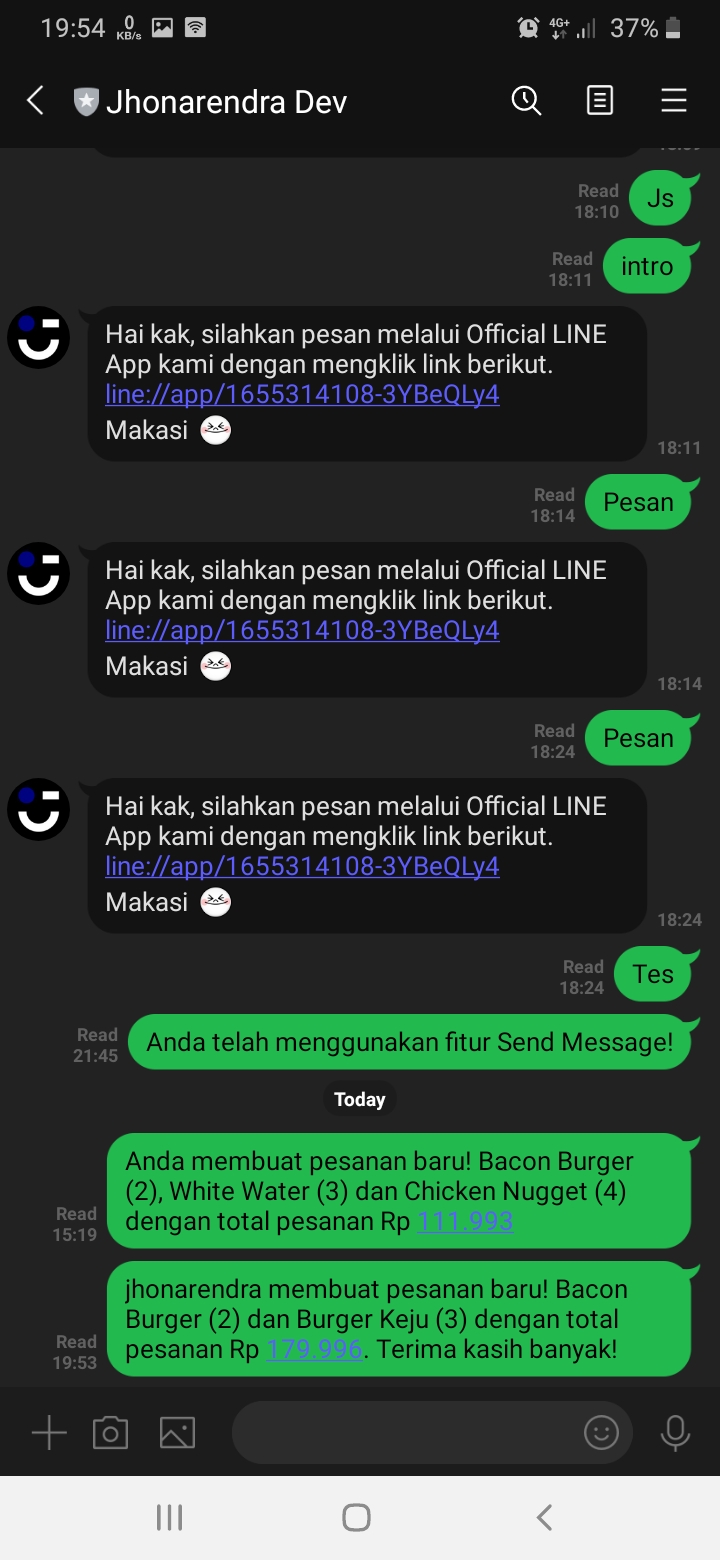 19:54 0 KB/s 4G+ 37%
Jhonarendra Dev
Read
18:10
Js
Read
18:11
intro
Hai kak, silahkan pesan melalui Official LINE
App kami dengan mengklik link berikut.
line://app/1655314108-3YBeQLy4
Makasi
18:11
Read
18:14
Pesan
Hai kak, silahkan pesan melalui Official LINE
App kami dengan mengklik link berikut.
line://app/1655314108-3YBeQLy4
Makasi
18:14
Read
18:24
Pesan
Hai kak, silahkan pesan melalui Official LINE
App kami dengan mengklik link berikut.
line://app/1655314108-3YBeQLy4
Makasi
18:24
Read
18:24
Tes
Read
21:45
Anda telah menggunakan fitur Send Message!
Today
Anda membuat pesanan baru! Bacon Burger
(2), White Water (3) dan Chicken Nugget (4)
dengan total pesanan Rp 111.993
Read
15:19
jhonarendra membuat pesanan baru! Bacon
Burger (2) dan Burger Keju (3) dengan total
pesanan Rp 179.996. Terima kasih banyak!
Read
19:53